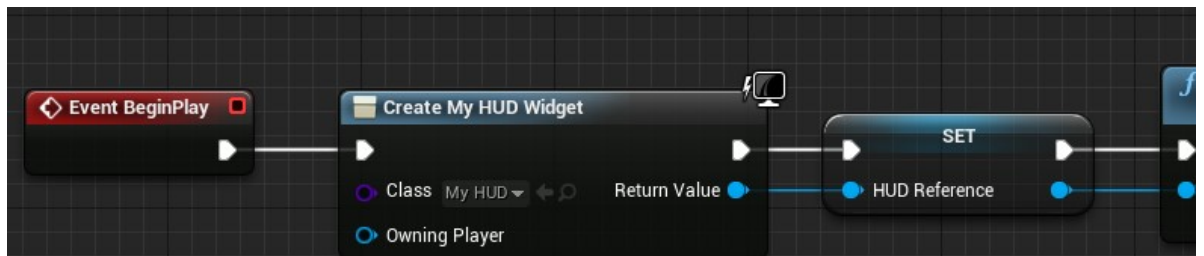 Event BeginPlay
Create My HUD Widget
SET
Class My HUD
Return Value
HUD Reference
Owning Player
f